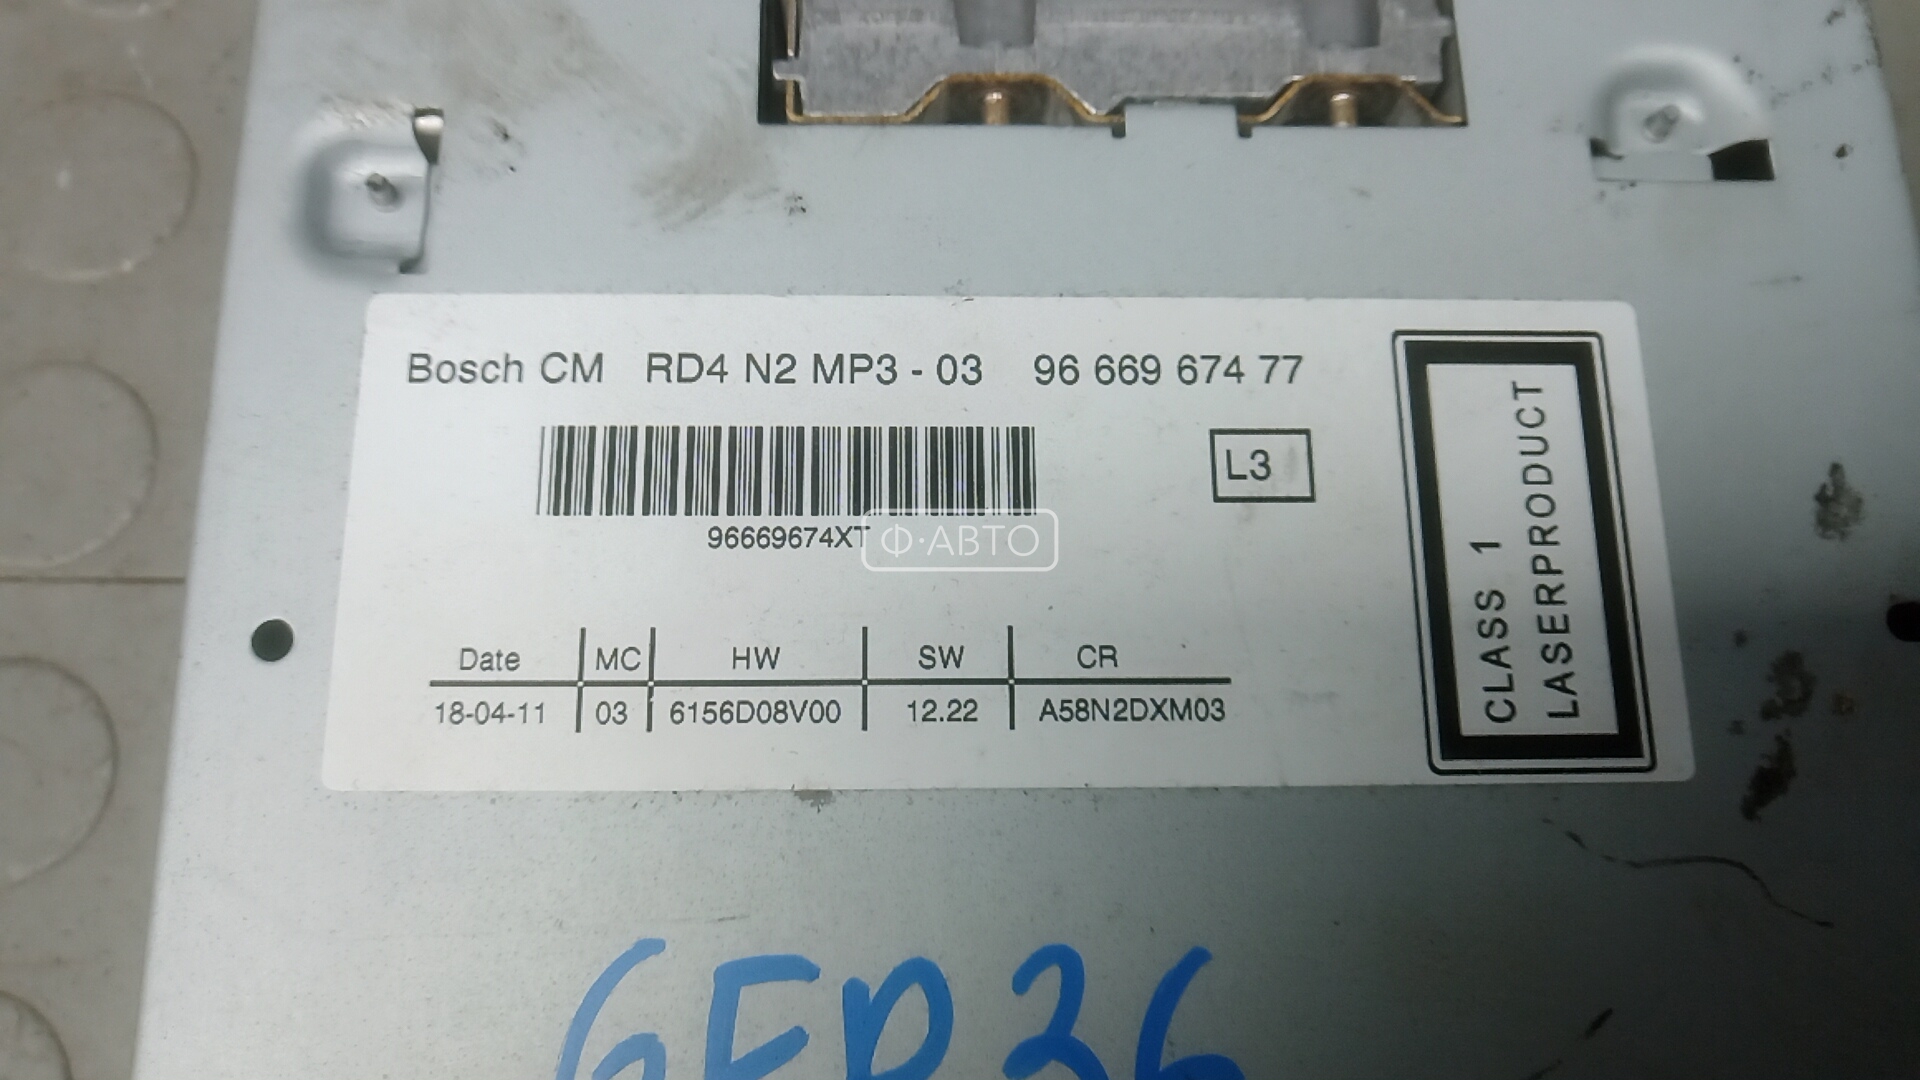 Bosch CM RD4 N2 MP3 - 03 96 669 674 77
L3
96669674XT
Ф·АВТО
Date MC HW SW CR
18-04-11 03 6156D08V00 12.22 A58N2DXM03
CLASS 1
LASERPRODUCT